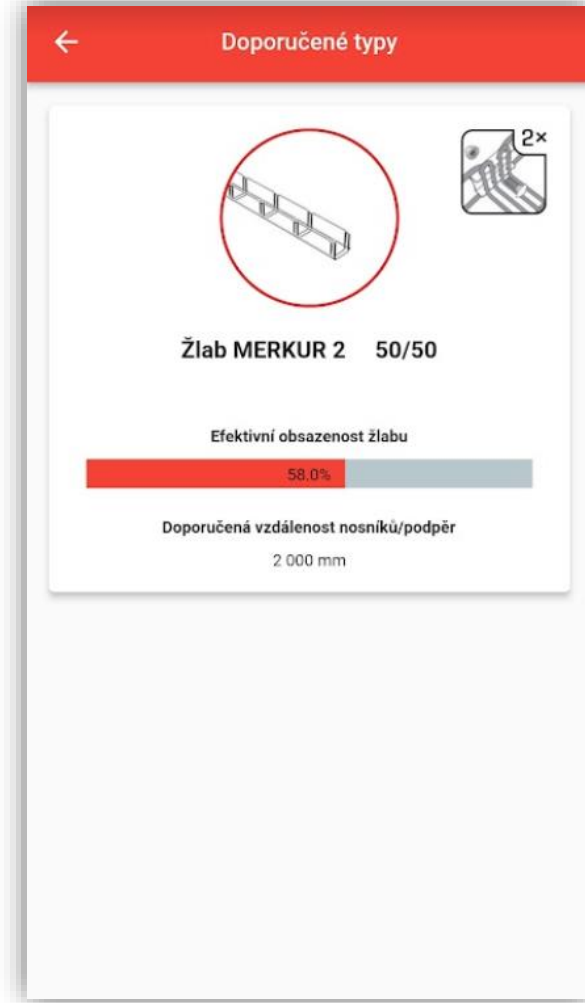 Doporučené typy
2×
Žlab MERKUR 2 50/50
Efektivní obsazenost žlabu
58,0%
Doporučená vzdálenost nosníků/podpěr
2 000 mm